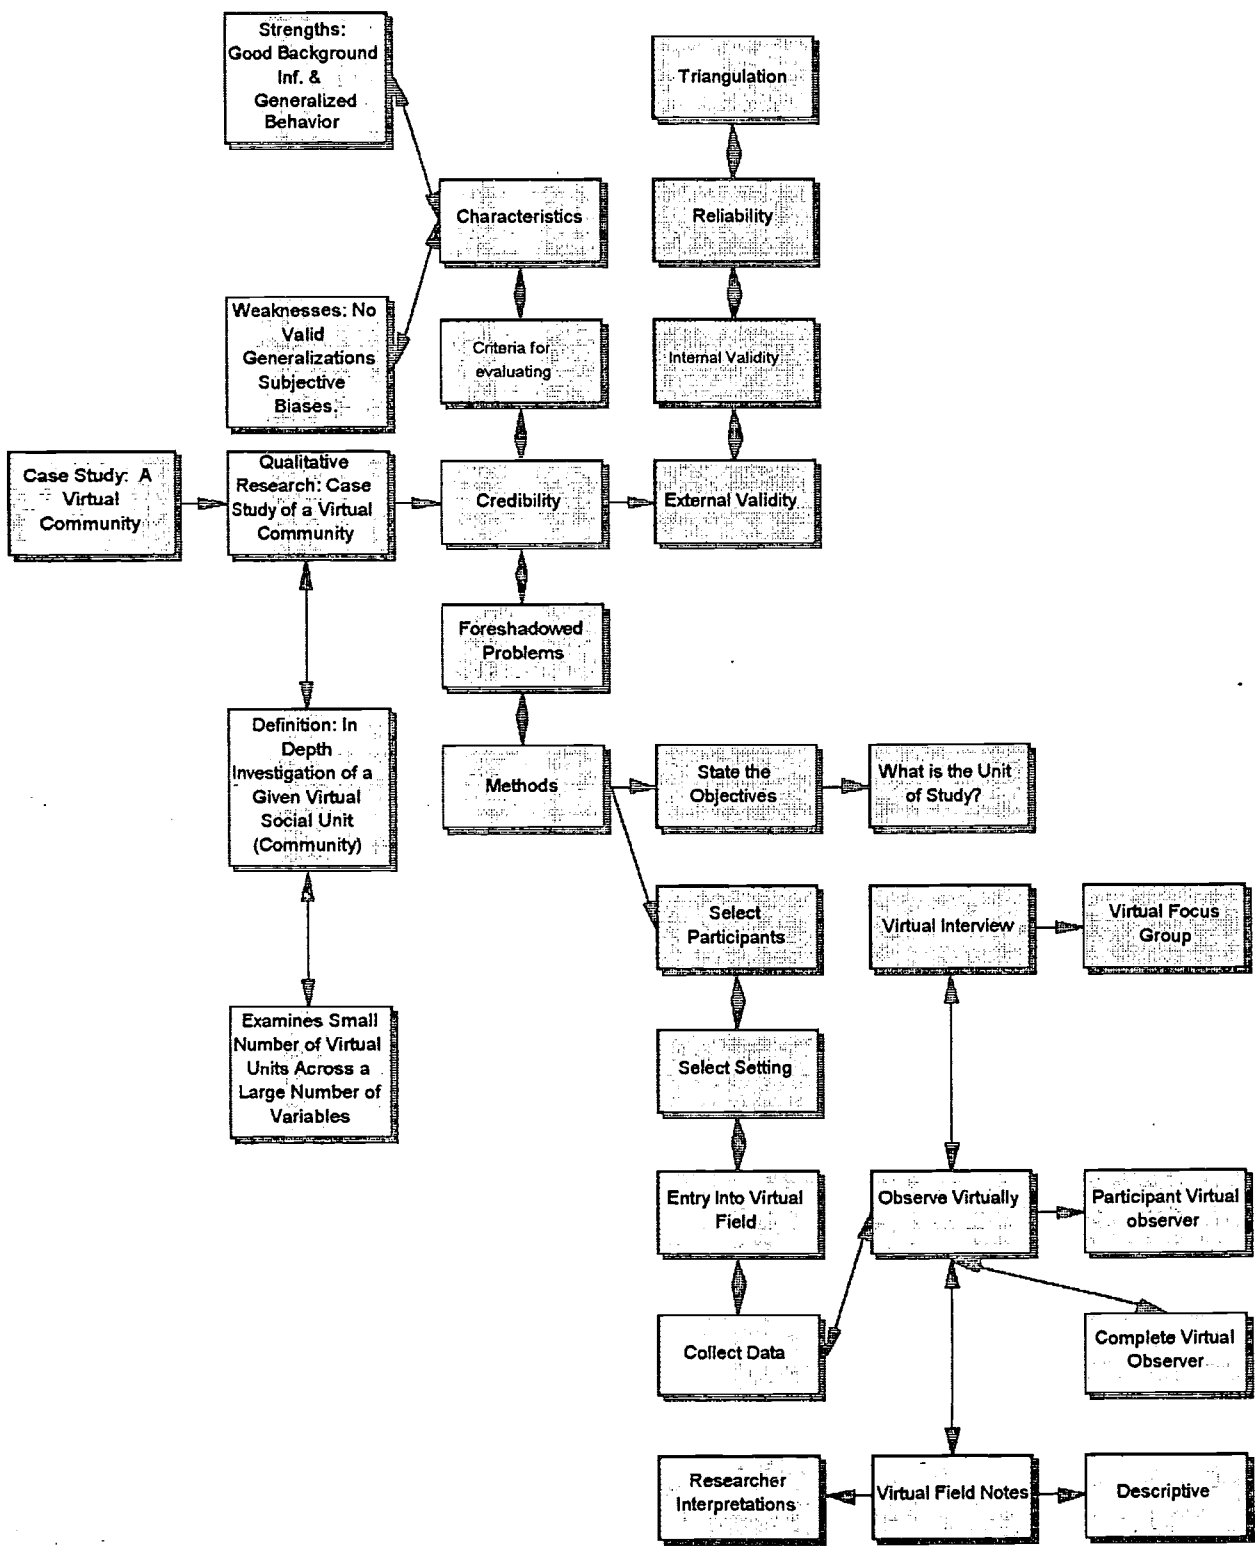 Strengths:
Good Background
Inf. &
Generalized
Behavior
Triangulation
Characteristics
Reliability
Weaknesses: No
Valid
Generalizations
Subjective
Biases.
Criteria for
evaluating
Internal Validity
Case Study: A
Virtual
Community
Qualitative
Research: Case
Study of a Virtual
Community
Credibility
External Validity
Foreshadowed
Problems
Definition: In
Depth
Investigation of a
Given Virtual
Social Unit
(Community)
Methods
State the
Objectives
What is the Unit
of Study?
Select
Participants
Virtual Interview
Virtual Focus
Group
Examines Small
Number of Virtual
Units Across a
Large Number of
Variables
Select Setting
Entry Into Virtual
Field
Observe Virtually
Participant Virtual
observer
Collect Data
Complete Virtual
Observer
Researcher
Interpretations
Virtual Field Notes
Descriptive